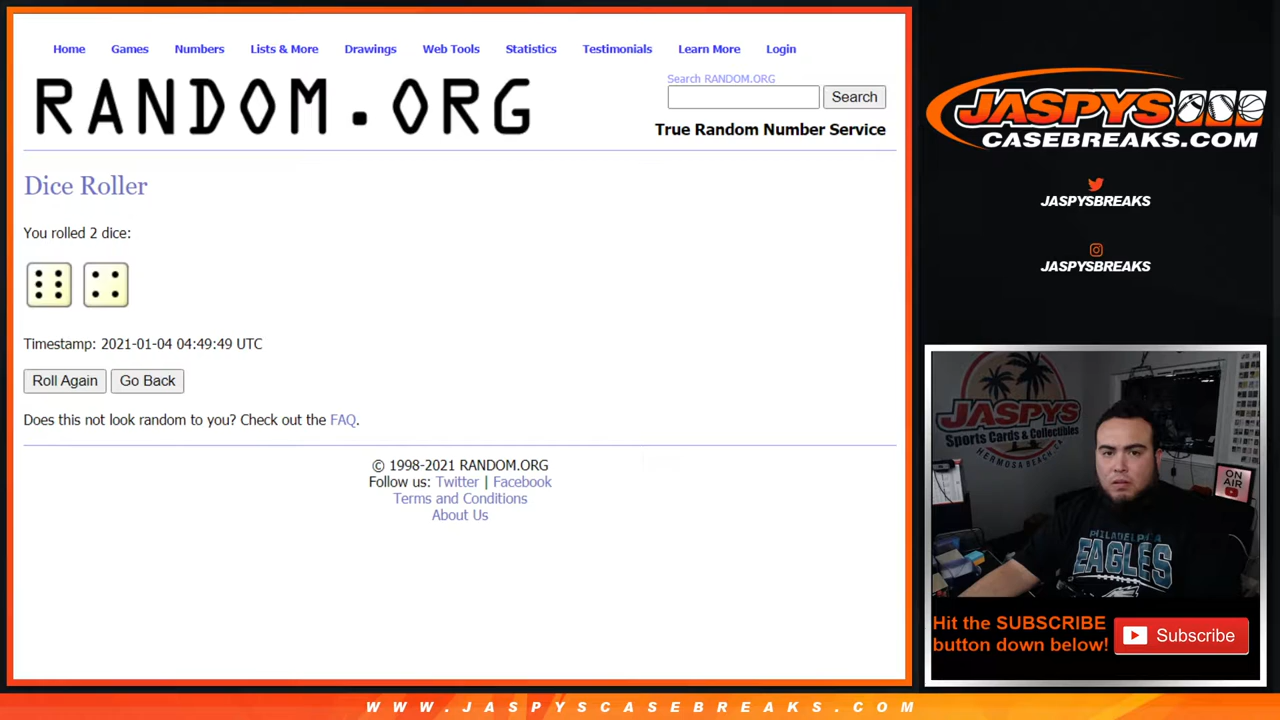 Home Games Numbers Lists & More Drawings Web Tools Statistics Testimonials Learn More Login
RANDOM.ORG
Search RANDOM.ORG
Search
True Random Number Service
Dice Roller
You rolled 2 dice:
Timestamp: 2021-01-04 04:49:49 UTC
Roll Again Go Back
Does this not look random to you? Check out the FAQ.
© 1998-2021 RANDOM.ORG
Follow us: Twitter | Facebook
Terms and Conditions
About Us
JASPYS
CASEBREAKS.COM
JASPYSBREAKS
JASPYSBREAKS
JASPYS
Sports Cards & Collectibles
HERMOSA BEACH, CA
ON
AIR
PHILADELPHIA
EAGLES
Hit the SUBSCRIBE
button down below!
Subscribe
WWW.JASPYSCASEBREAKS.COM